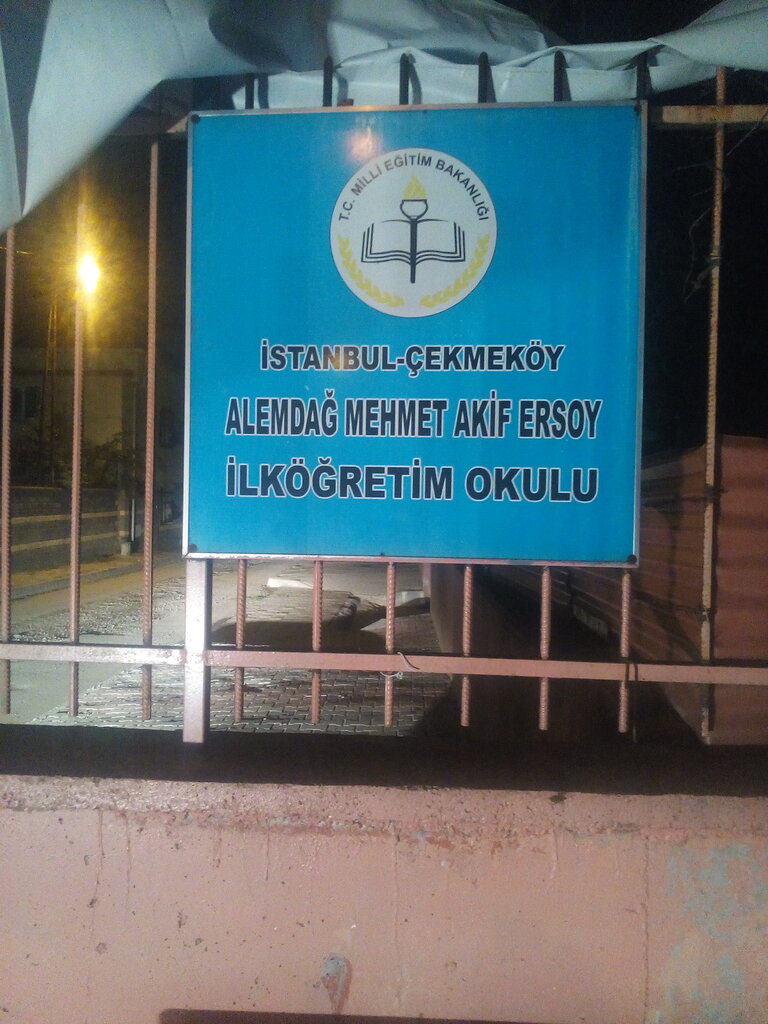 T.C. MİLLİ EĞİTİM BAKANLIĞI
İSTANBUL-ÇEKMEKÖY
ALEMDAĞ MEHMET AKİF ERSOY
İLKÖĞRETİM OKULU